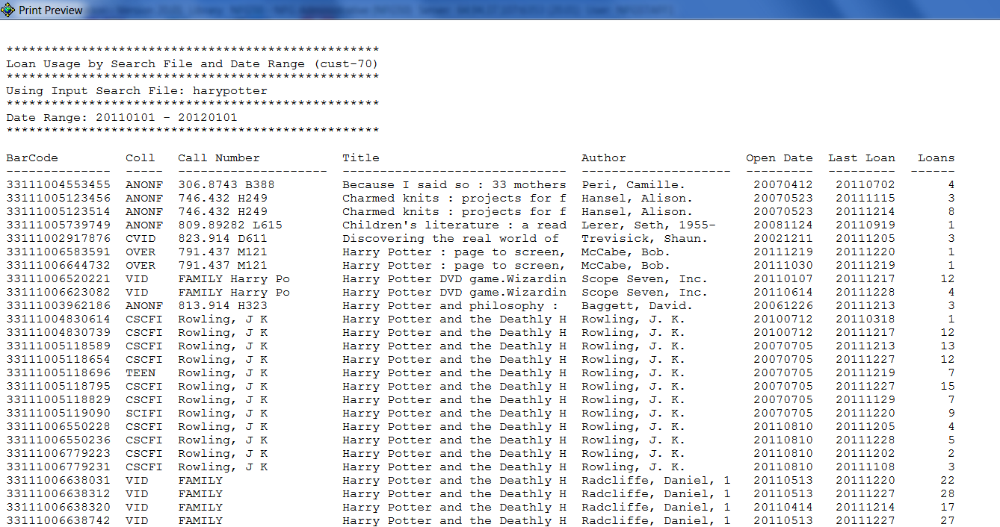 Print Preview
**************************************************
Loan Usage by Search File and Date Range (cust-70)
**************************************************
Using Input Search File: harypotter
**************************************************
Date Range: 20110101 - 20120101
**************************************************
BarCode         Coll   Call Number           Title                           Author                Open Date  Last Loan   Loans
--------------  -----  --------------------  ------------------------------  --------------------  ---------  ---------  ------
33111004553455  ANONF  306.8743 B388         Because I said so : 33 mothers  Peri, Camille.         20070412   20110702       4
33111005123456  ANONF  746.432 H249          Charmed knits : projects for f  Hansel, Alison.        20070523   20111115       3
33111005123514  ANONF  746.432 H249          Charmed knits : projects for f  Hansel, Alison.        20070523   20111214       8
33111005739749  ANONF  809.89282 L615        Children's literature : a read  Lerer, Seth, 1955-     20081124   20110919       1
33111002917876  CVID   823.914 D611          Discovering the real world of   Trevisick, Shaun.      20021211   20111205       3
33111006583591  OVER   791.437 M121          Harry Potter : page to screen,  McCabe, Bob.           20111219   20111220       1
33111006644732  OVER   791.437 M121          Harry Potter : page to screen,  McCabe, Bob.           20111030   20111219       1
33111006520221  VID    FAMILY Harry Po       Harry Potter DVD game.Wizardin  Scope Seven, Inc.      20110107   20111217      12
33111006623082  VID    FAMILY Harry Po       Harry Potter DVD game.Wizardin  Scope Seven, Inc.      20110614   20111228       4
33111003962186  ANONF  813.914 H323          Harry Potter and philosophy :   Baggett, David.        20061226   20111213       3
33111004830614  CSCFI  Rowling, J K          Harry Potter and the Deathly H  Rowling, J. K.         20100712   20110318       1
33111004830739  CSCFI  Rowling, J K          Harry Potter and the Deathly H  Rowling, J. K.         20100712   20111217      12
33111005118589  CSCFI  Rowling, J K          Harry Potter and the Deathly H  Rowling, J. K.         20070705   20111213      13
33111005118654  CSCFI  Rowling, J K          Harry Potter and the Deathly H  Rowling, J. K.         20070705   20111227      12
33111005118696  TEEN   Rowling, J K          Harry Potter and the Deathly H  Rowling, J. K.         20070705   20111219       7
33111005118795  CSCFI  Rowling, J K          Harry Potter and the Deathly H  Rowling, J. K.         20070705   20111227      15
33111005118829  CSCFI  Rowling, J K          Harry Potter and the Deathly H  Rowling, J. K.         20070705   20111129       7
33111005119090  SCIFI  Rowling, J K          Harry Potter and the Deathly H  Rowling, J. K.         20070705   20111220       9
33111006550228  CSCFI  Rowling, J K          Harry Potter and the Deathly H  Rowling, J. K.         20110810   20111205       4
33111006550236  CSCFI  Rowling, J K          Harry Potter and the Deathly H  Rowling, J. K.         20110810   20111228       5
33111006779223  CSCFI  Rowling, J K          Harry Potter and the Deathly H  Rowling, J. K.         20110810   20111202       2
33111006779231  CSCFI  Rowling, J K          Harry Potter and the Deathly H  Rowling, J. K.         20110810   20111108       3
33111006638031  VID    FAMILY                Harry Potter and the Deathly H  Radcliffe, Daniel, 1   20110513   20111220      22
33111006638312  VID    FAMILY                Harry Potter and the Deathly H  Radcliffe, Daniel, 1   20110513   20111227      28
33111006638320  VID    FAMILY                Harry Potter and the Deathly H  Radcliffe, Daniel, 1   20110414   20111214      17
33111006638742  VID    FAMILY                Harry Potter and the Deathly H  Radcliffe, Daniel, 1   20110513   20111227      27